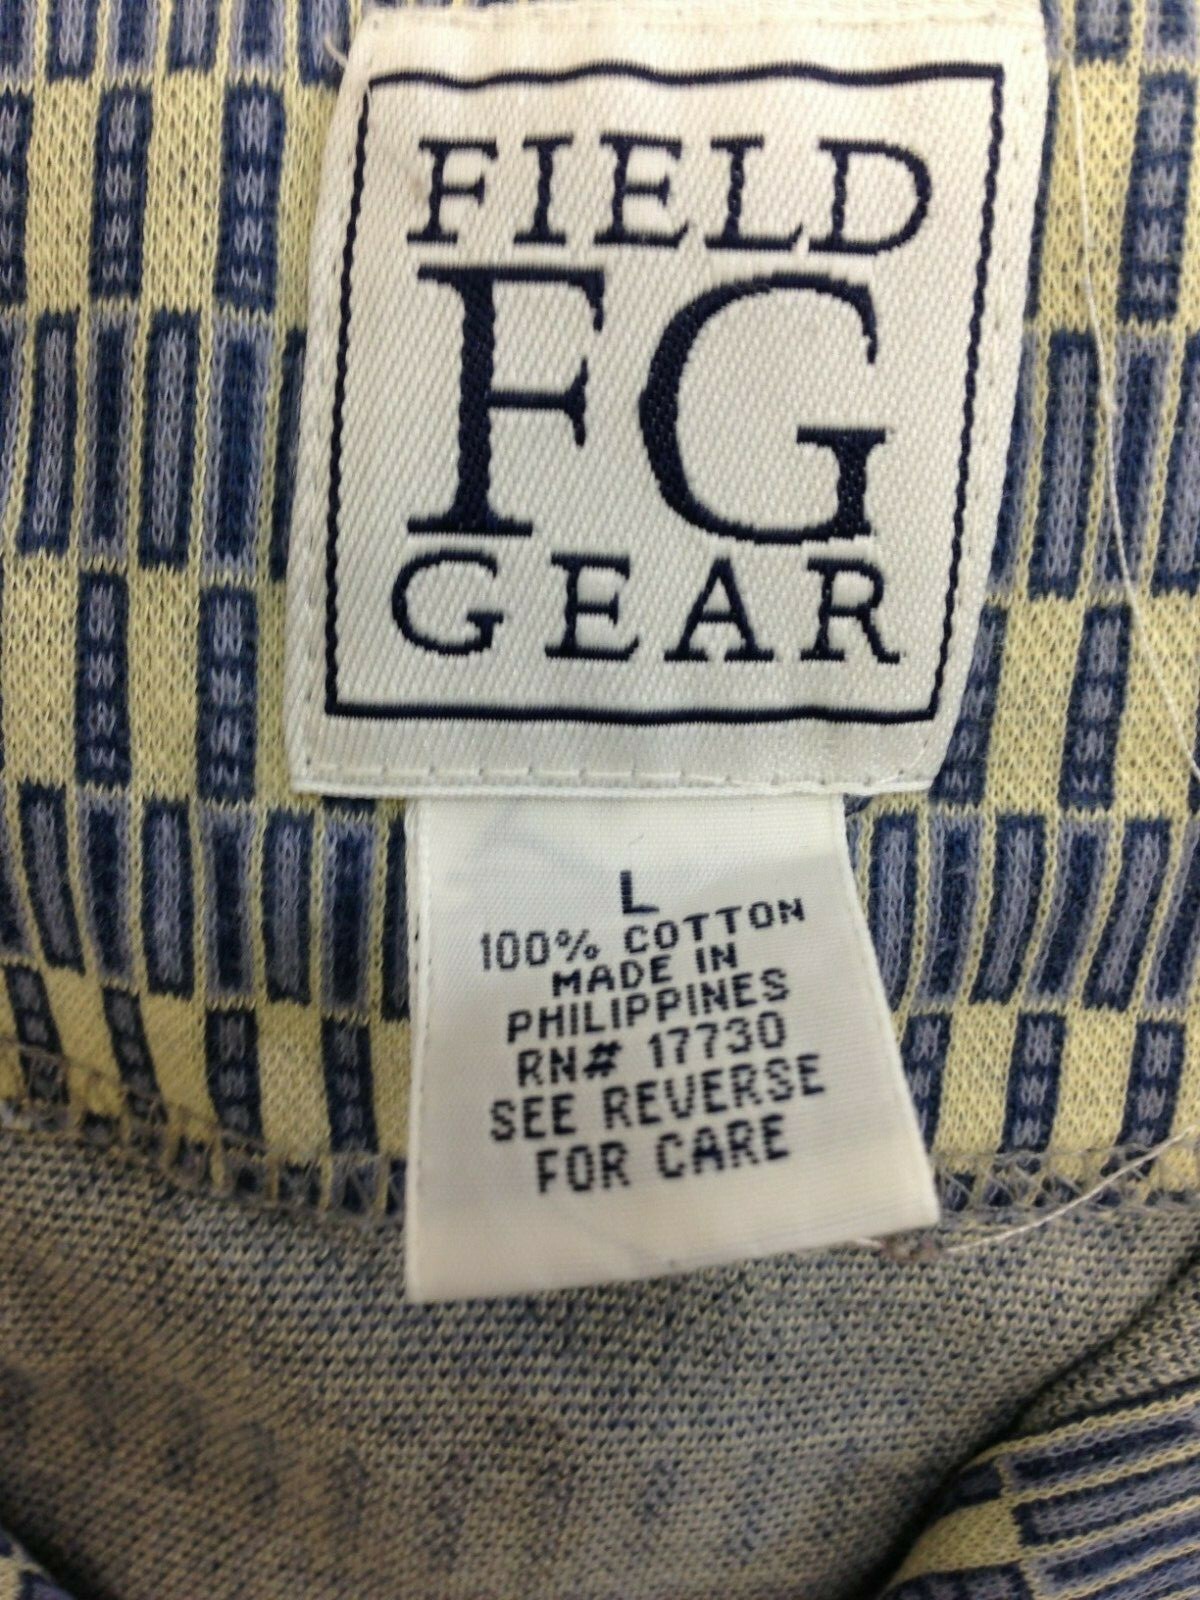 FIELD
FG
GEAR
L
100% COTTON
MADE IN
PHILIPPINES
RN# 17730
SEE REVERSE
FOR CARE